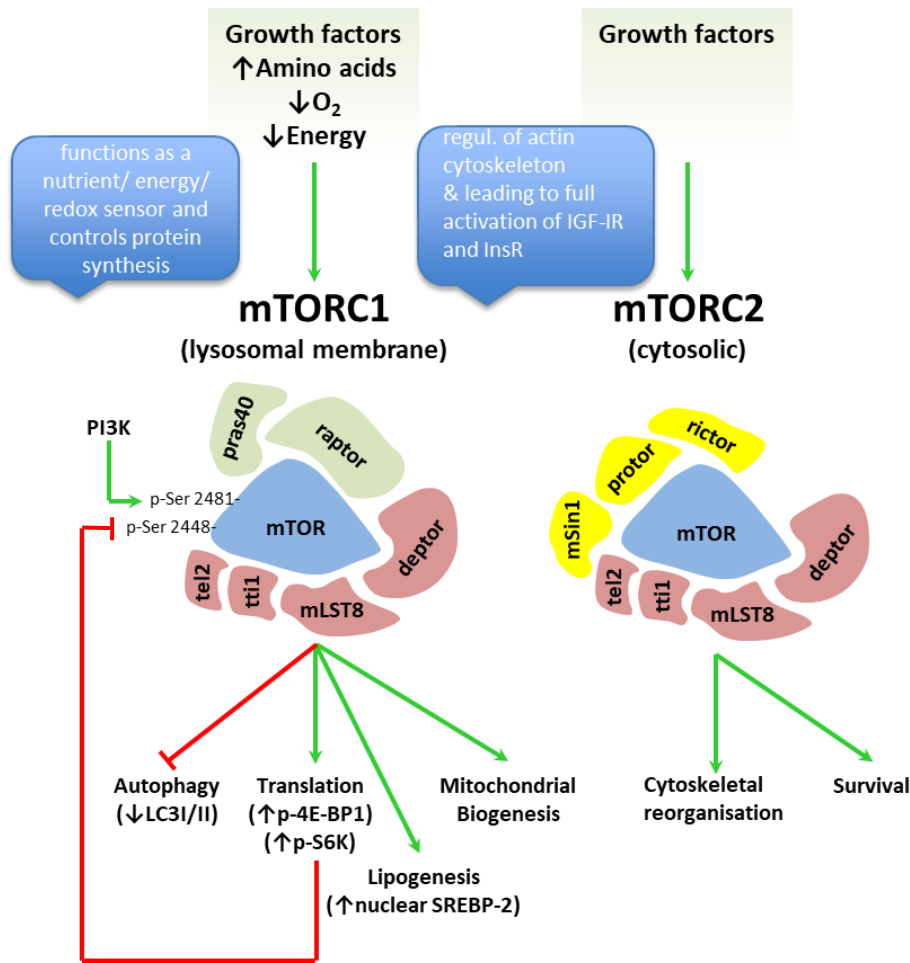 Growth factors
↑Amino acids
↓O₂
↓Energy
Growth factors
functions as a
nutrient/ energy/
redox sensor and
controls protein
synthesis
regul. of actin
cytoskeleton
& leading to full
activation of IGF-IR
and InsR
mTORC1
(lysosomal membrane)
mTORC2
(cytosolic)
PI3K
p-Ser 2481-
p-Ser 2448-
pras40
raptor
mTOR
deptor
tel2
tti1
mLST8
rictor
protor
mSin1
mTOR
deptor
tel2
tti1
mLST8
Autophagy
(↓LC3I/II)
Translation
(↑p-4E-BP1)
(↑p-S6K)
Lipogenesis
(↑nuclear SREBP-2)
Mitochondrial
Biogenesis
Cytoskeletal
reorganisation
Survival